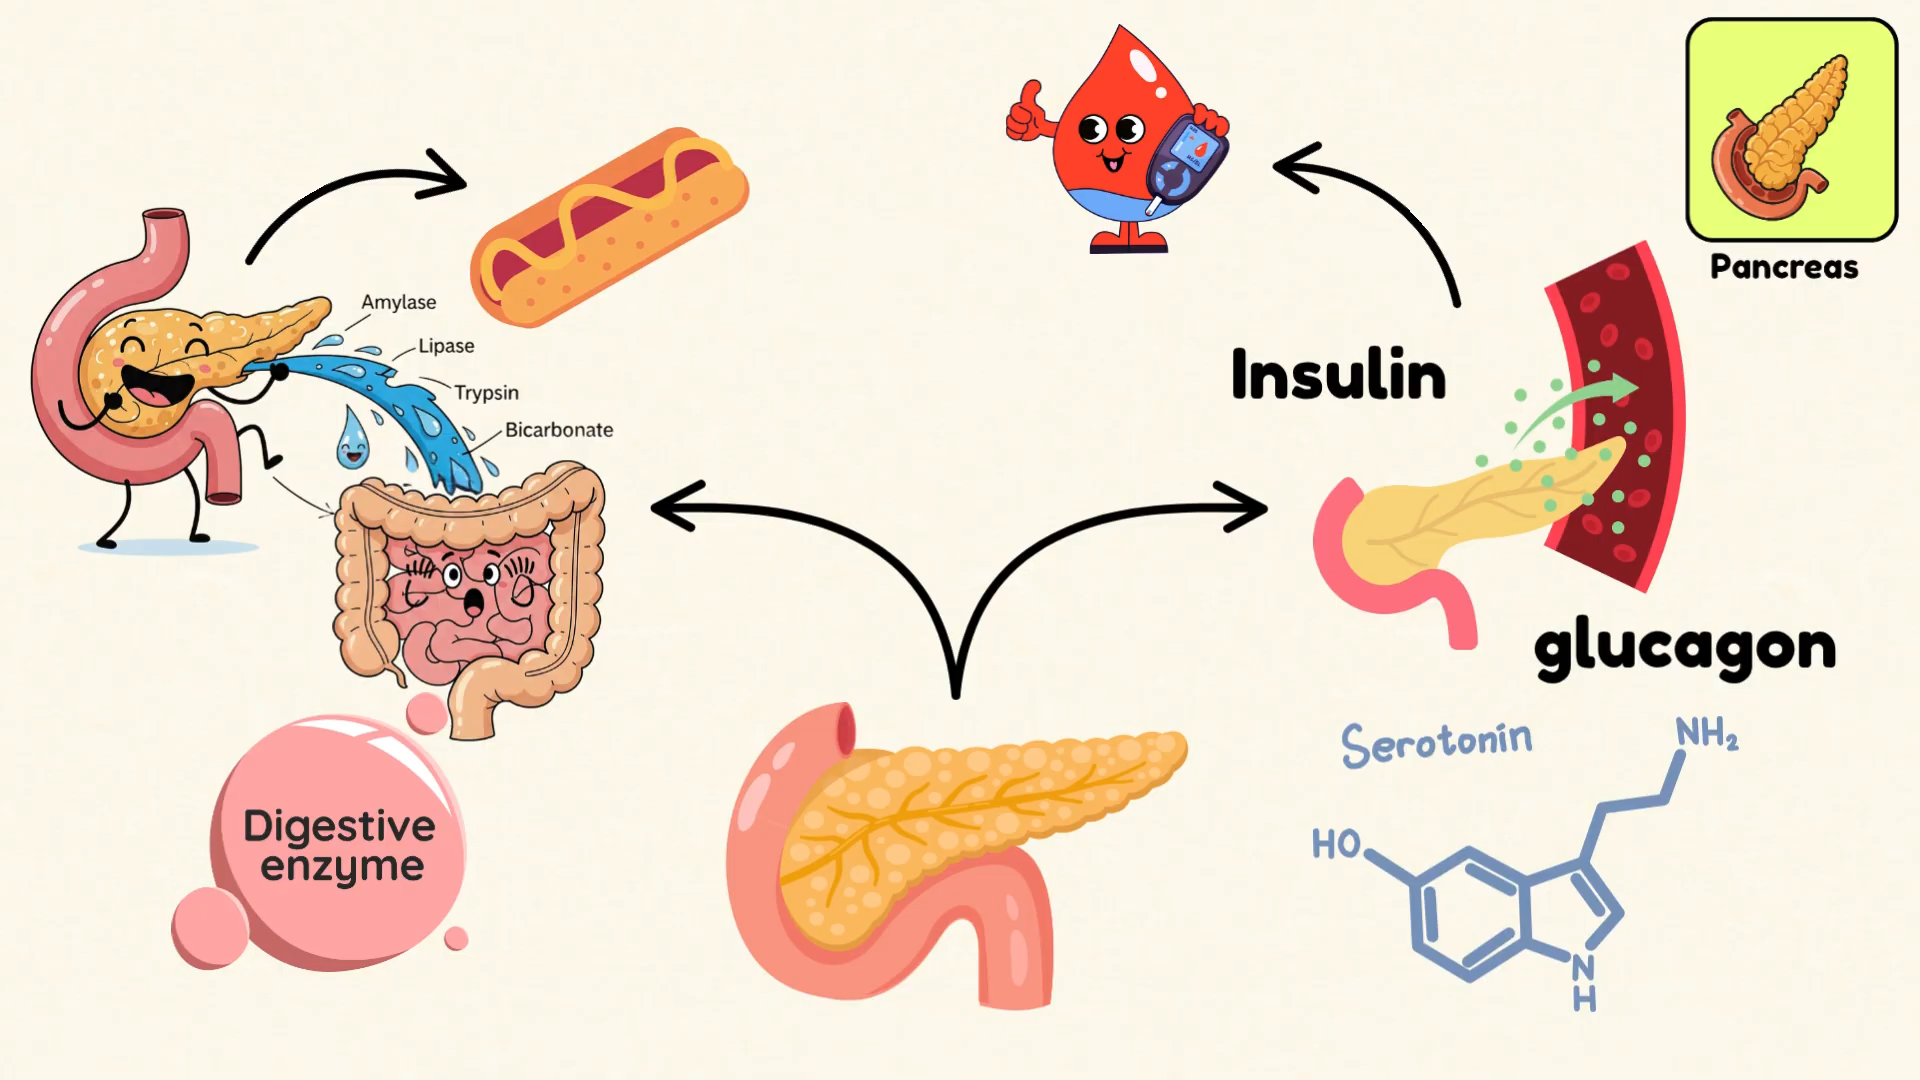 Pancreas
Amylase
Lipase
Trypsin
Bicarbonate
Insulin
glucagon
Digestive
enzyme
Serotonin
NH₂
HO
N
H